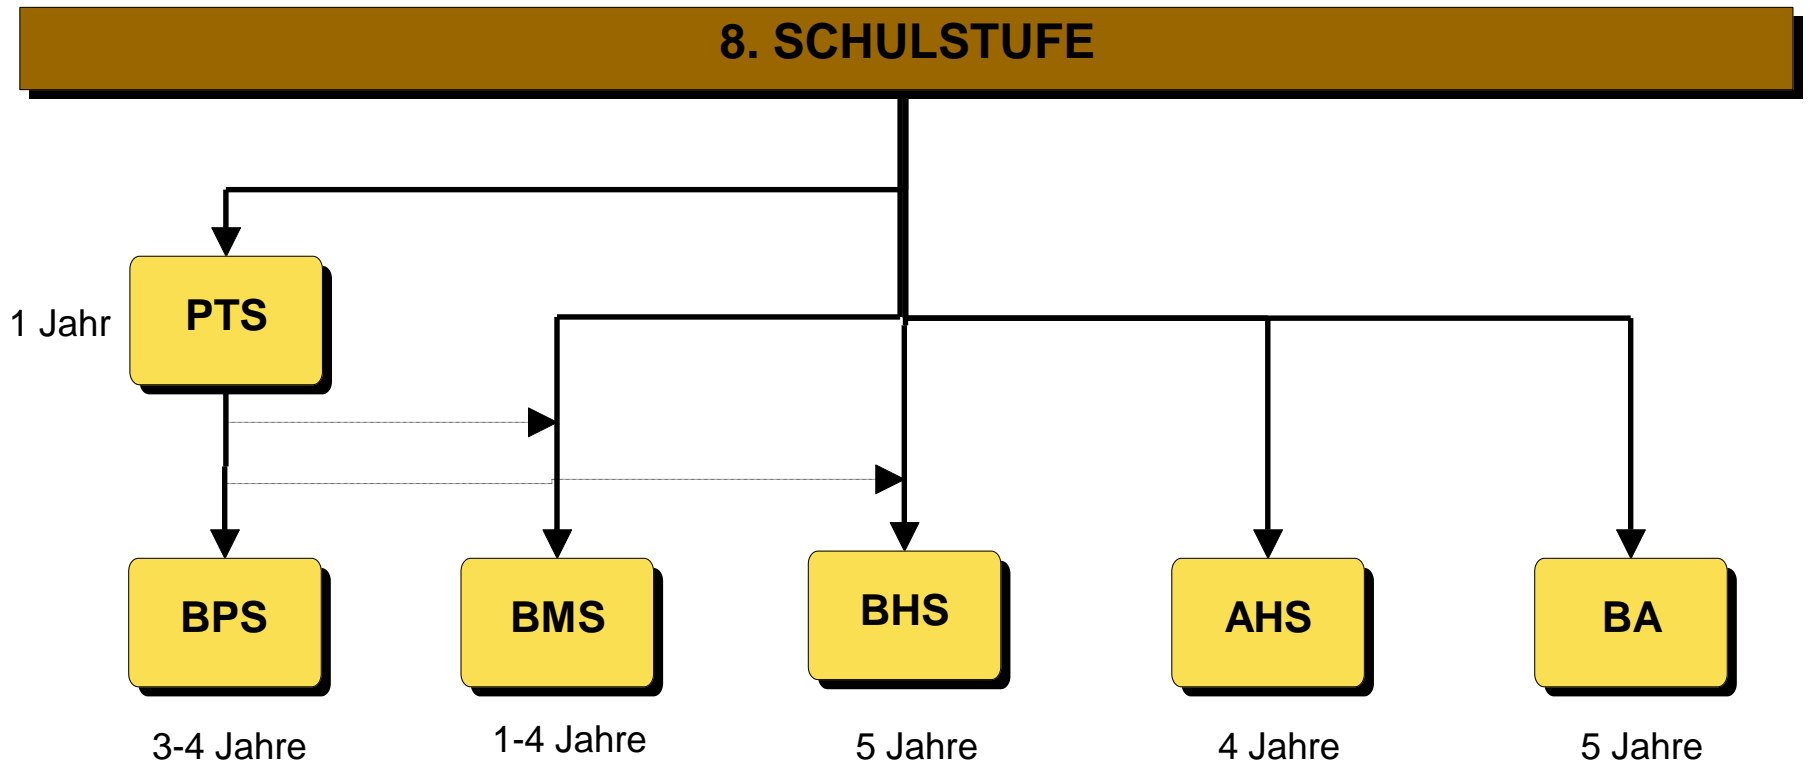 8. SCHULSTUFE
PTS
1 Jahr
BPS
BMS
BHS
AHS
BA
3-4 Jahre
1-4 Jahre
5 Jahre
4 Jahre
5 Jahre